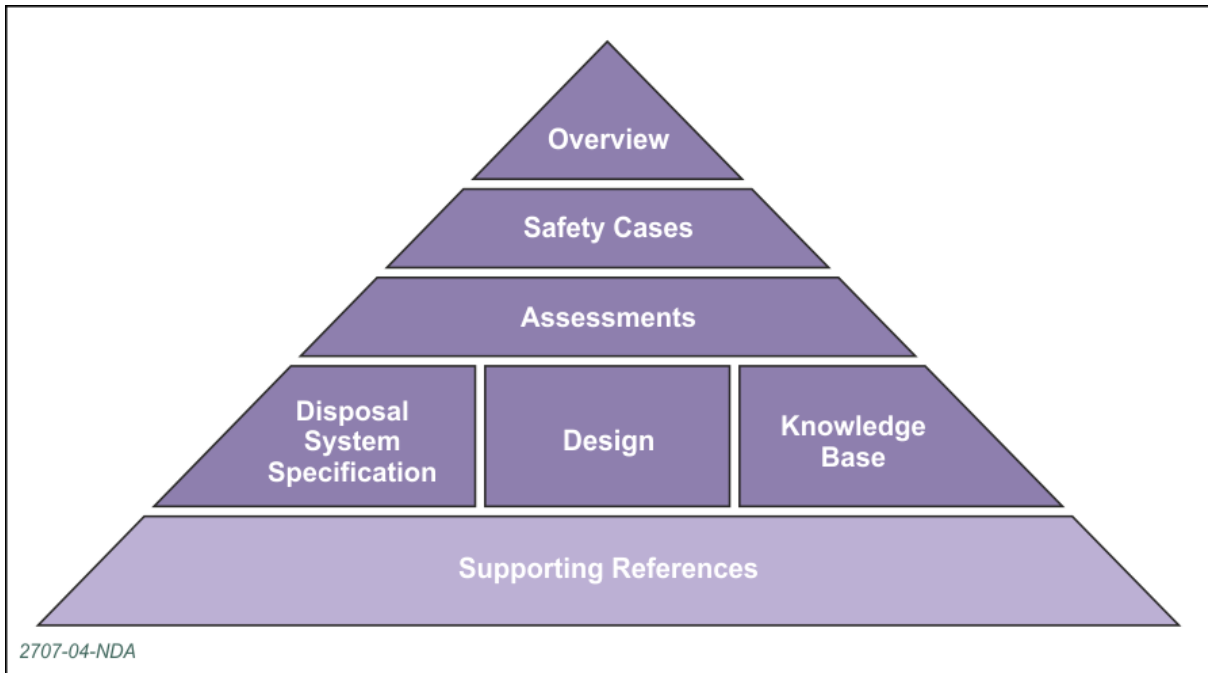 Overview
Safety Cases
Assessments
Disposal
System
Specification
Design
Knowledge
Base
Supporting References
2707-04-NDA